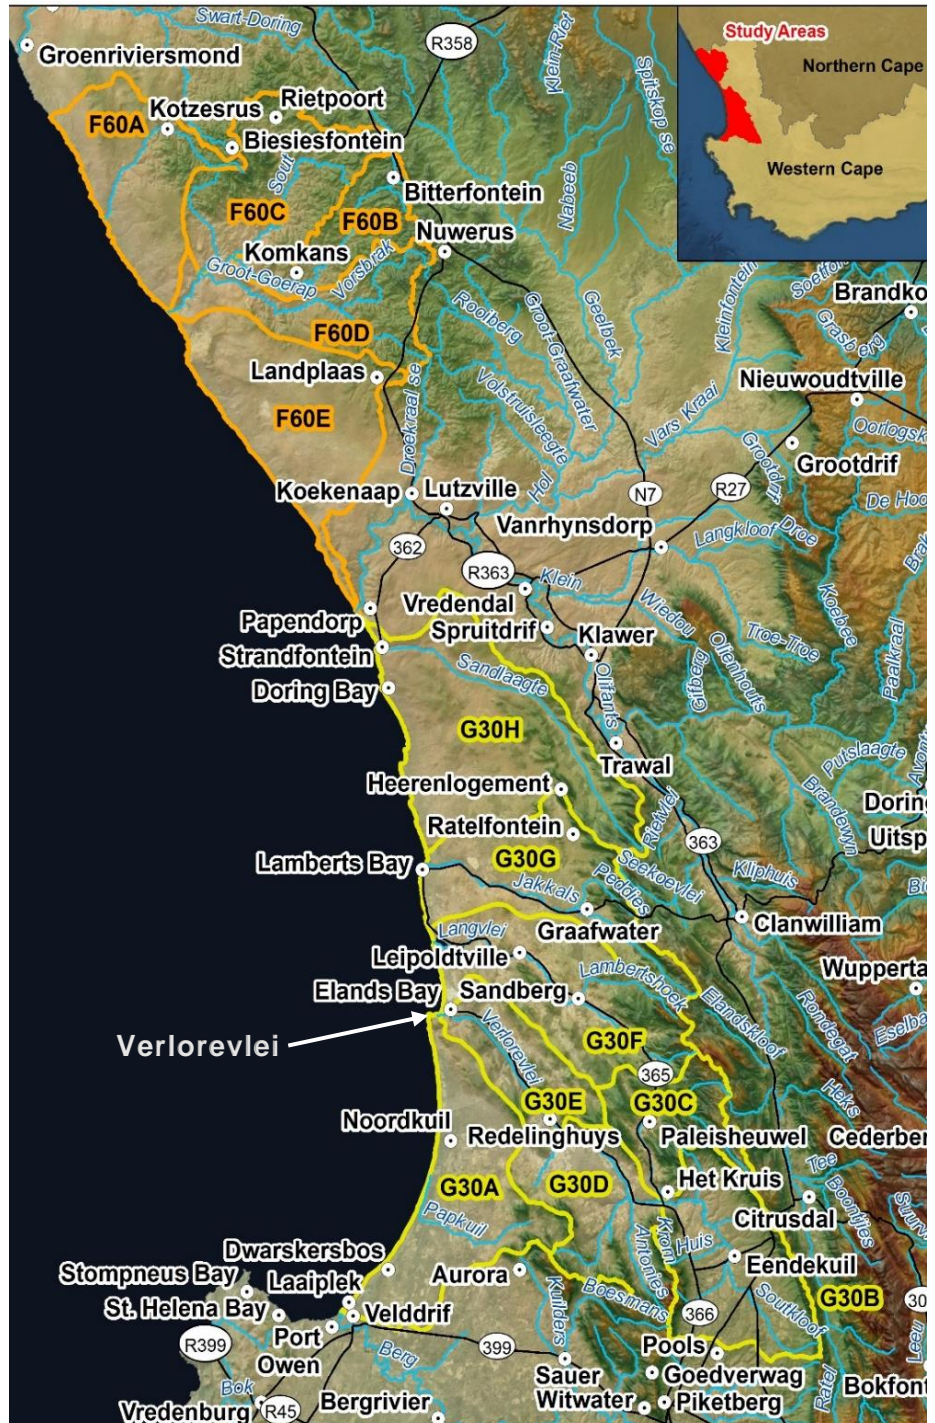 Swart-Doring
R358
Klein-Riet
Spitskop se
Study Areas
Northern Cape
Western Cape
Groenriviersmond
F60A
Kotzesrus
Rietpoort
Biesiesfontein
Sout
Nabeeb
F60C
Bitterfontein
F60B
Komkans
Nuwerus
Groot-Goerap
Vorsbrak
Kleinfontein
Brandko
Grasberg
Rooiberg
Groot-Graafwater
Geelbek
F60D
Landplaas
Nieuwoudtville
F60E
Droekraal se
Volstruisleegte
Vars Kraai
Oorlogsk
Grootdrif
Grootdrif
Koekenaap
Lutzville
Hol
N7
R27
De Hoo
Vanrhynsdorp
Langkloof
Droe
362
R363
Klein
Brak
Vredendal
Koebee
Papendorp
Spruitdrif
Wiedou
Klawer
Troe-Troe
Strandfontein
Sandlaagte
Olienhouts
Paalkraal
Doring Bay
Gifberg
Olifants
G30H
Trawal
Putslaagte
Avont
Heerenlogement
Brandewyn
Doring
Ratelfontein
Rietvlei
Uitsp
G30G
363
Lamberts Bay
Seekoevlei
Kliphuis
Jakkals
Peddies
Graafwater
Clanwilliam
Langvlei
Leipoldtville
Lambertshoek
Wupperta
Elands Bay
Sandberg
Elandskloof
Rondegat
Eselba
Verlorevlei
Verlorevlei
G30F
365
G30E
G30C
Heks
Noordkuil
Redelinghuys
Paleisheuwel
Cederber
G30A
G30D
Het Kruis
Tee
Boontjies
Papkuil
Citrusdal
Krom
Huis
Antonies
Dwarskersbos
Eendekuil
Stompneus Bay
Laaiplek
Aurora
G30B
St. Helena Bay
Velddrif
Kuilders
Boesmans
Soutkloof
366
Port
Owen
R399
399
Pools
Leeu
Berg
Sauer
Goedverwag
Ratel
Bok
Witwater
Piketberg
Bokfont
Vredenburg
R45
Bergrivier